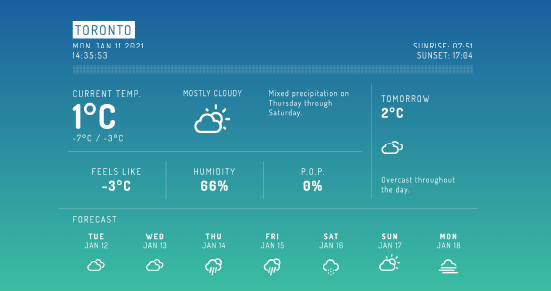 TORONTO
MON, JAN 11 2021
14:35:53
SUNRISE: 07:51
SUNSET: 17:04
CURRENT TEMP.
1°C
-7°C / -3°C
MOSTLY CLOUDY
Mixed precipitation on
Thursday through
Saturday.
TOMORROW
2°C
Overcast throughout
the day.
FEELS LIKE
-3°C
HUMIDITY
66%
P.O.P.
0%
FORECAST
TUE
JAN 12
WED
JAN 13
THU
JAN 14
FRI
JAN 15
SAT
JAN 16
SUN
JAN 17
MON
JAN 18